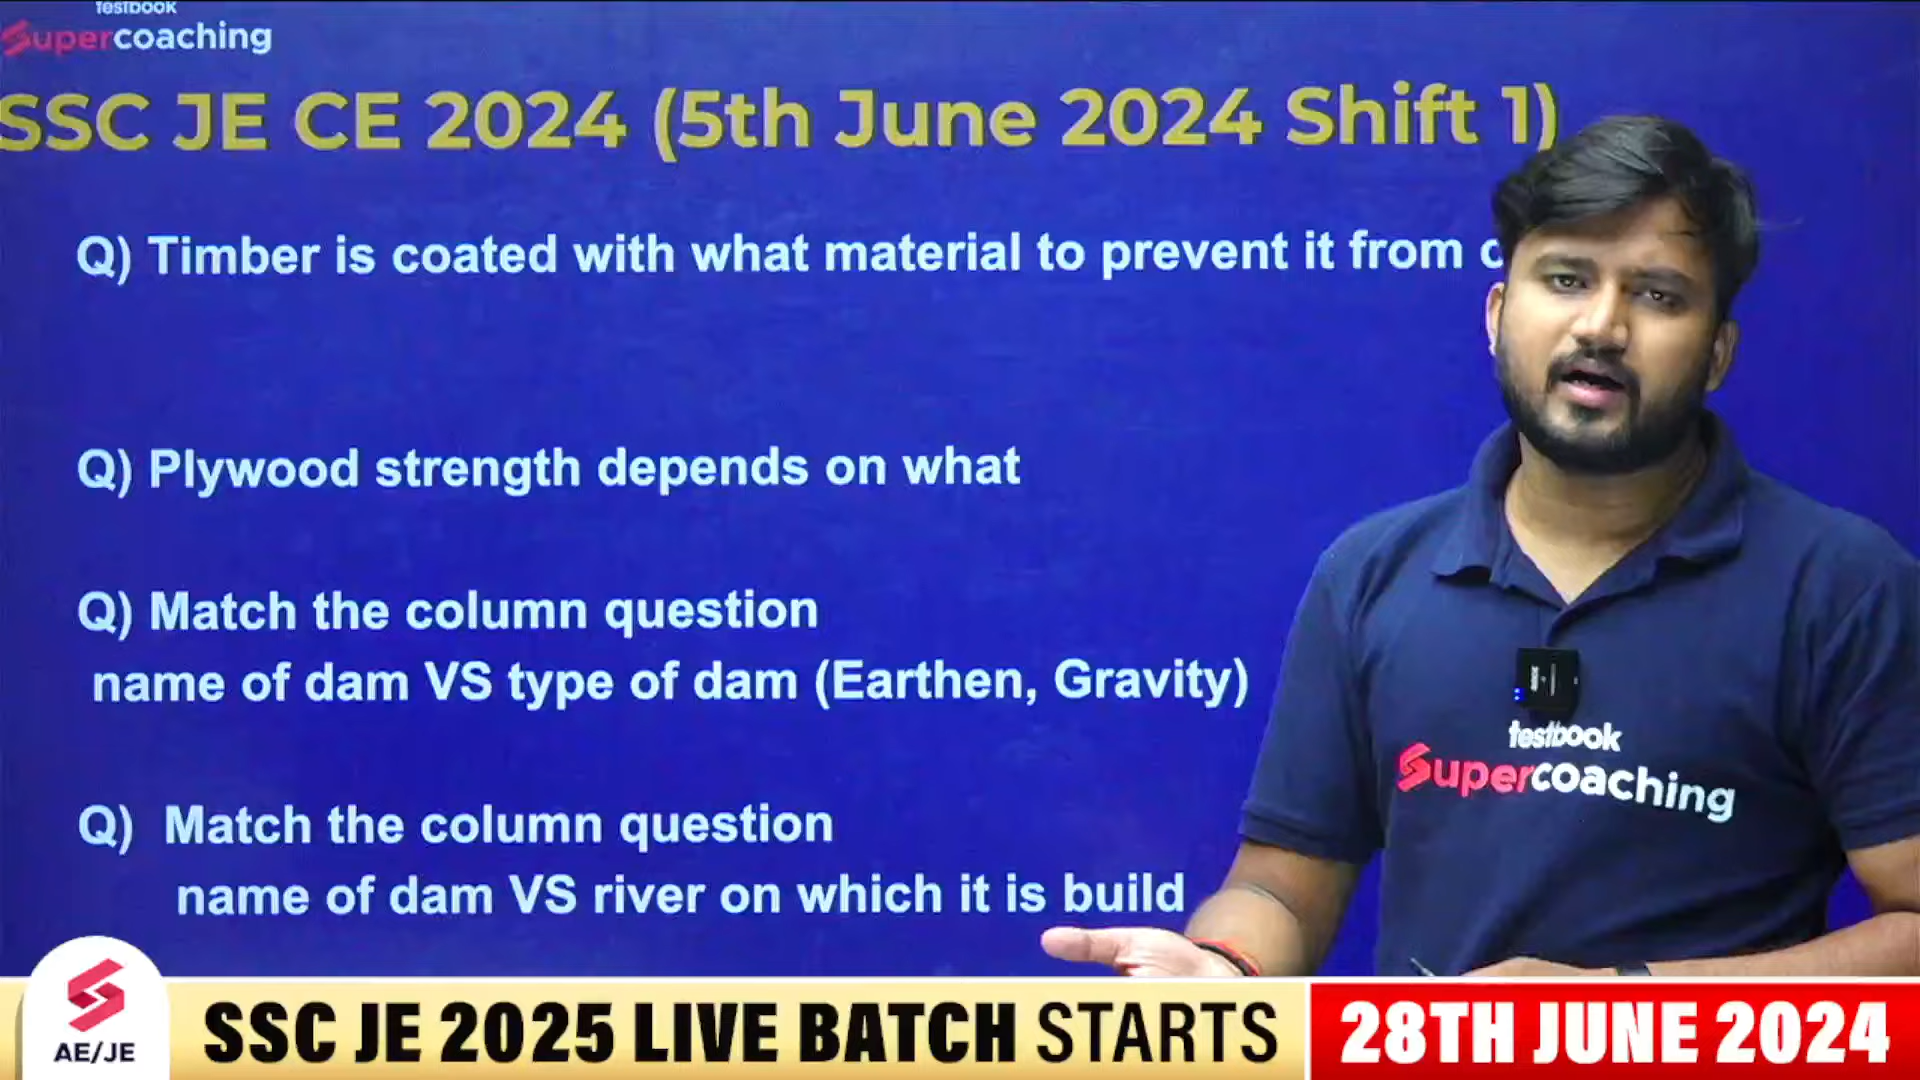 testbook
Supercoaching
SSC JE CE 2024 (5th June 2024 Shift 1)
Q) Timber is coated with what material to prevent it from
Q) Plywood strength depends on what
Q) Match the column question
name of dam VS type of dam (Earthen, Gravity)
Q) Match the column question
name of dam VS river on which it is build
testbook
Supercoaching
AE/JE
SSC JE 2025 LIVE BATCH STARTS
28TH JUNE 2024